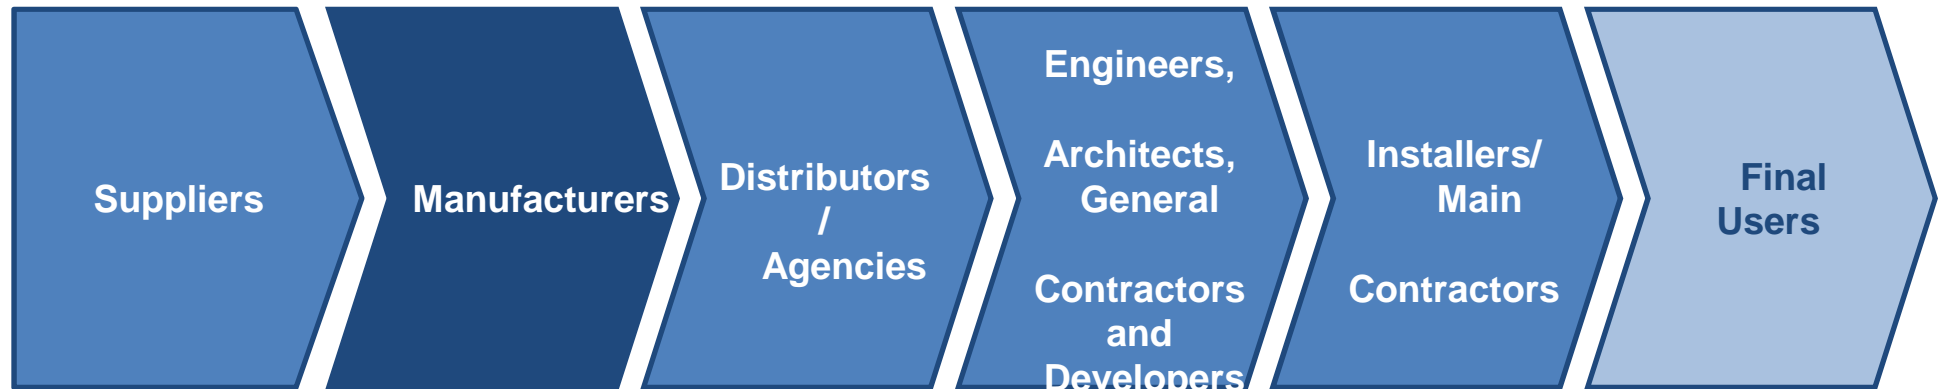 Suppliers
Manufacturers
Distributors
/
Agencies
Engineers,
Architects,
General
Contractors
and
Developers
Installers/
Main
Contractors
Final
Users